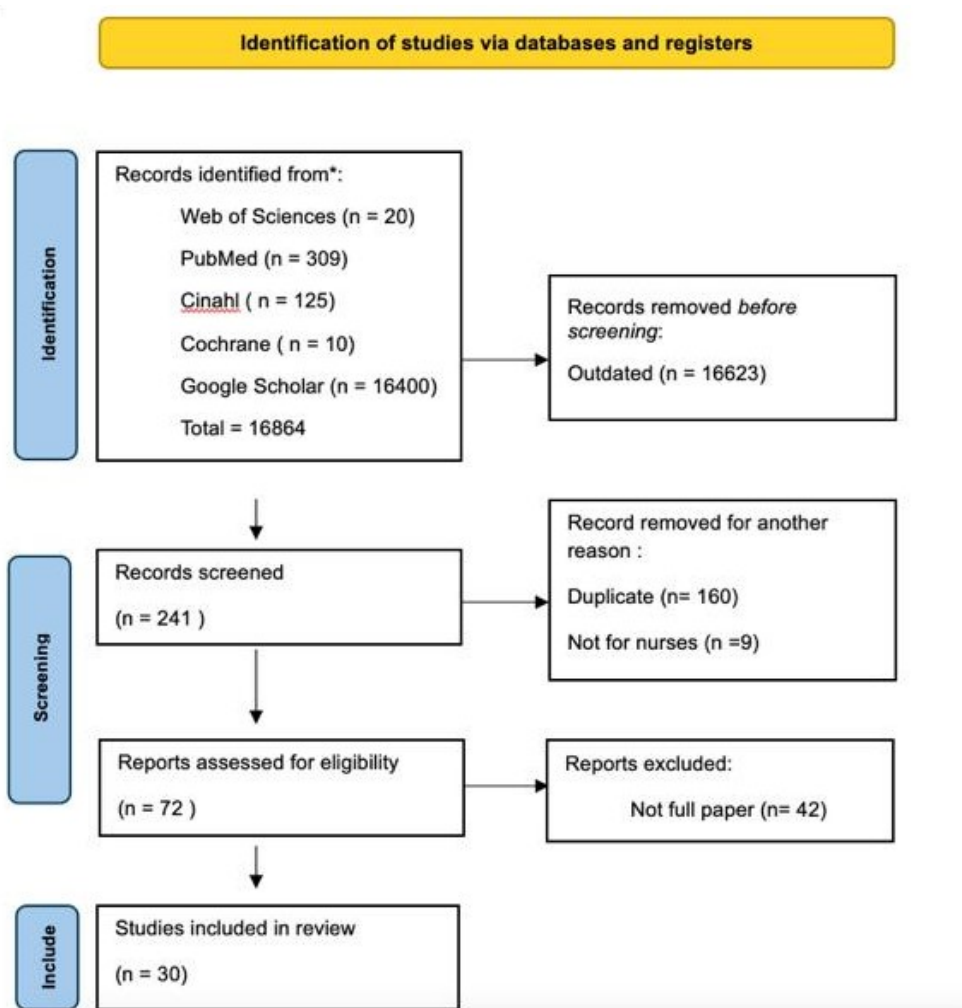 Identification of studies via databases and registers
Identification
Records identified from*:
Web of Sciences (n = 20)
PubMed (n = 309)
Cinahl ( n = 125)
Cochrane ( n = 10)
Google Scholar (n = 16400)
Total = 16864
Records removed before
screening:
Outdated (n = 16623)
Screening
Records screened
(n = 241 )
Record removed for another
reason :
Duplicate (n= 160)
Not for nurses (n =9)
Reports assessed for eligibility
(n = 72 )
Reports excluded:
Not full paper (n= 42)
Include
Studies included in review
(n = 30)